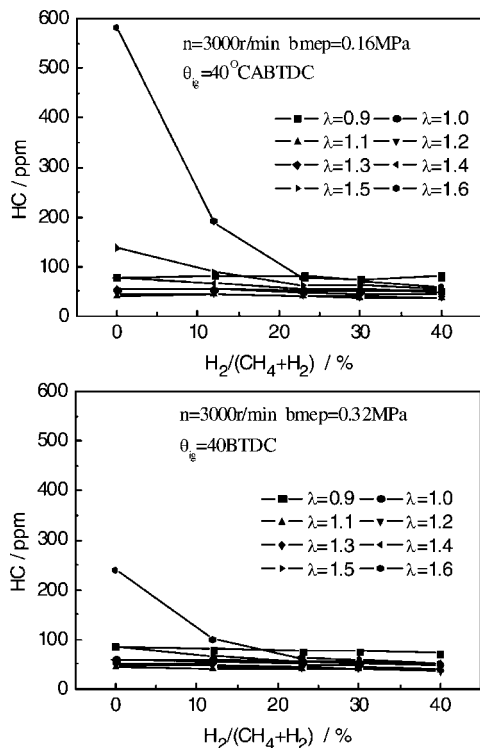 600
500
400
300
200
100
0
HC / ppm
n=3000r/min bmep=0.16MPa
θig=40°CABTDC
λ=0.9 λ=1.0
λ=1.1 λ=1.2
λ=1.3 λ=1.4
λ=1.5 λ=1.6
0 10 20 30 40
H2/(CH4+H2) / %
600
500
400
300
200
100
0
HC / ppm
n=3000r/min bmep=0.32MPa
θig=40BTDC
λ=0.9 λ=1.0
λ=1.1 λ=1.2
λ=1.3 λ=1.4
λ=1.5 λ=1.6
0 10 20 30 40
H2/(CH4+H2) / %